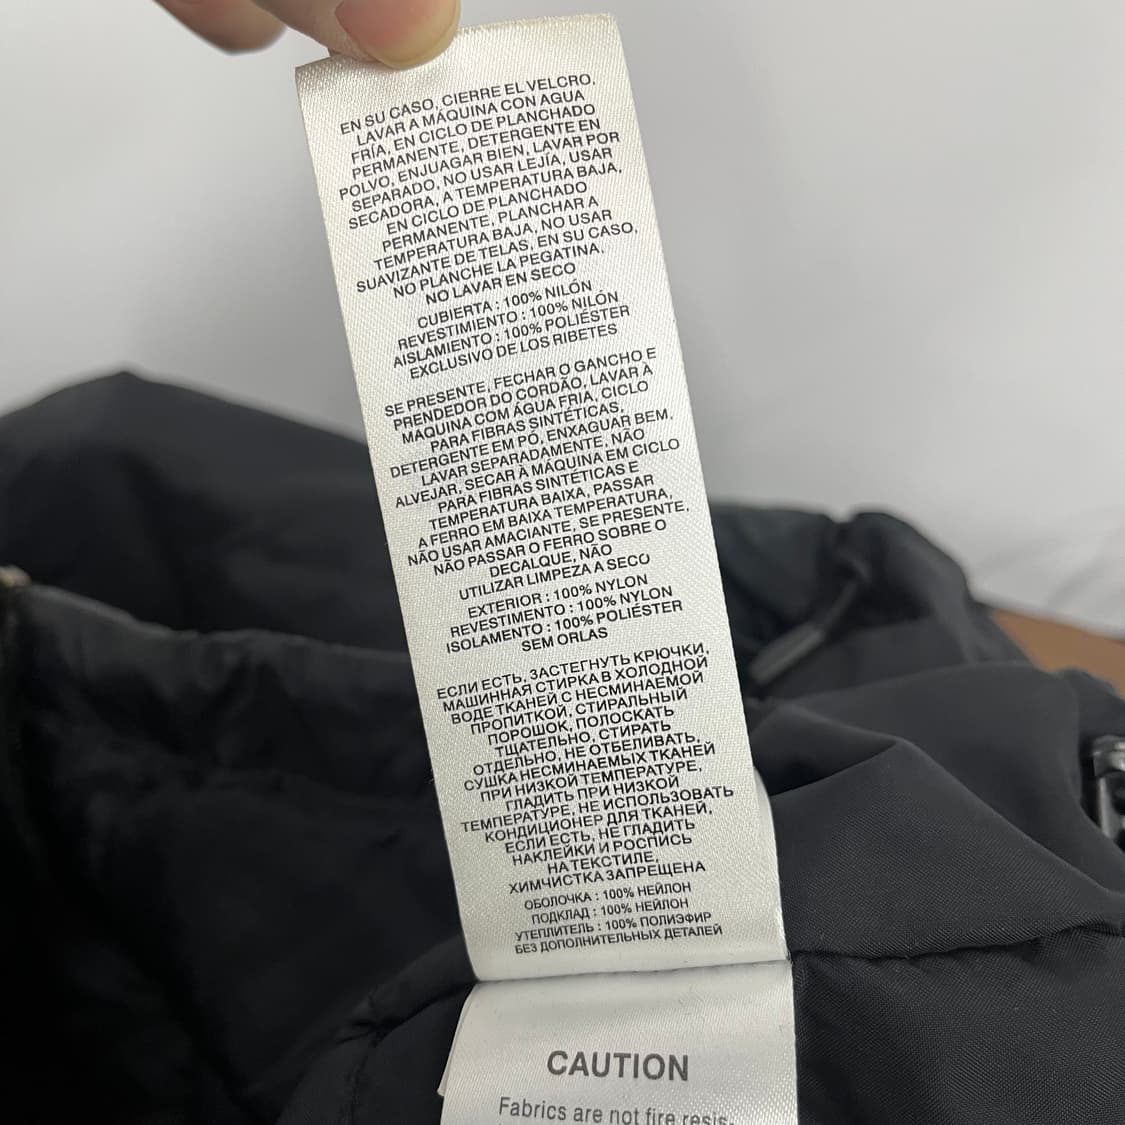 EN SU CASO, CIERRE EL VELCRO,
LAVAR A MÁQUINA CON AGUA
FRÍA, EN CICLO DE PLANCHADO
PERMANENTE, DETERGENTE EN
POLVO, ENJUAGAR BIEN, LAVAR POR
SEPARADO, NO USAR LEJÍA, USAR
SECADORA, A TEMPERATURA BAJA,
EN CICLO DE PLANCHADO
PERMANENTE, PLANCHAR A
TEMPERATURA BAJA, NO USAR
SUAVIZANTE DE TELAS, EN SU CASO,
NO PLANCHE LA PEGATINA,
NO LAVAR EN SECO
CUBIERTA : 100% NILÓN
REVESTIMIENTO : 100% NILÓN
AISLAMIENTO : 100% POLIÉSTER
EXCLUSIVO DE LOS RIBETES
SE PRESENTE, FECHAR O GANCHO E
PRENDEDOR DO CORDÃO, LAVAR À
MÁQUINA COM ÁGUA FRIA, CICLO
PARA FIBRAS SINTÉTICAS,
DETERGENTE EM PÓ, ENXAGUAR BEM,
LAVAR SEPARADAMENTE, NÃO
ALVEJAR, SECAR À MÁQUINA EM CICLO
PARA FIBRAS SINTÉTICAS E
TEMPERATURA BAIXA, PASSAR
A FERRO EM BAIXA TEMPERATURA,
NÃO USAR AMACIANTE, SE PRESENTE,
NÃO PASSAR O FERRO SOBRE O
DECALQUE, NÃO
UTILIZAR LIMPEZA A SECO
EXTERIOR : 100% NYLON
REVESTIMENTO : 100% NYLON
ISOLAMENTO : 100% POLIÉSTER
SEM ORLAS
ЕСЛИ ЕСТЬ, ЗАСТЕГНУТЬ КРЮЧКИ,
МАШИННАЯ СТИРКА В ХОЛОДНОЙ
ВОДЕ ТКАНЕЙ С НЕСМИНАЕМОЙ
ПРОПИТКОЙ, СТИРАЛЬНЫЙ
ПОРОШОК, ПОЛОСКАТЬ
ТЩАТЕЛЬНО, СТИРАТЬ
ОТДЕЛЬНО, НЕ ОТБЕЛИВАТЬ,
СУШКА НЕСМИНАЕМЫХ ТКАНЕЙ
ПРИ НИЗКОЙ ТЕМПЕРАТУРЕ,
ГЛАДИТЬ ПРИ НИЗКОЙ
ТЕМПЕРАТУРЕ, НЕ ИСПОЛЬЗОВАТЬ
КОНДИЦИОНЕР ДЛЯ ТКАНЕЙ,
ЕСЛИ ЕСТЬ, НЕ ГЛАДИТЬ
НАКЛЕЙКИ И РОСПИСЬ
НА ТЕКСТИЛЕ,
ХИМЧИСТКА ЗАПРЕЩЕНА
ОБОЛОЧКА : 100% НЕЙЛОН
ПОДКЛАД : 100% НЕЙЛОН
УТЕПЛИТЕЛЬ : 100% ПОЛИЭФИР
БЕЗ ДОПОЛНИТЕЛЬНЫХ ДЕТАЛЕЙ
CAUTION
Fabrics are not fire resis-